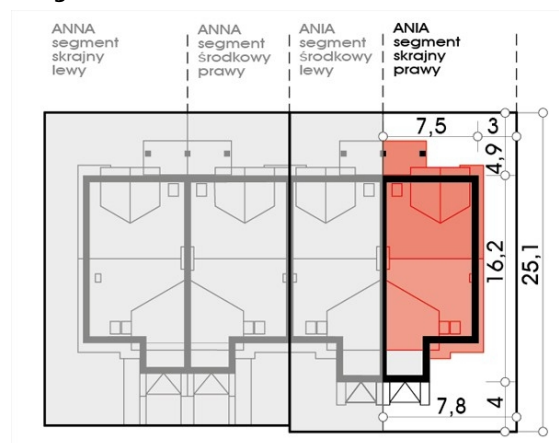 ANNA
segment
skrajny
lewy
ANNA
segment
środkowy
prawy
ANIA
segment
środkowy
lewy
ANIA
segment
skrajny
prawy
7,5
3
4,9
16,2
25,1
4
7,8